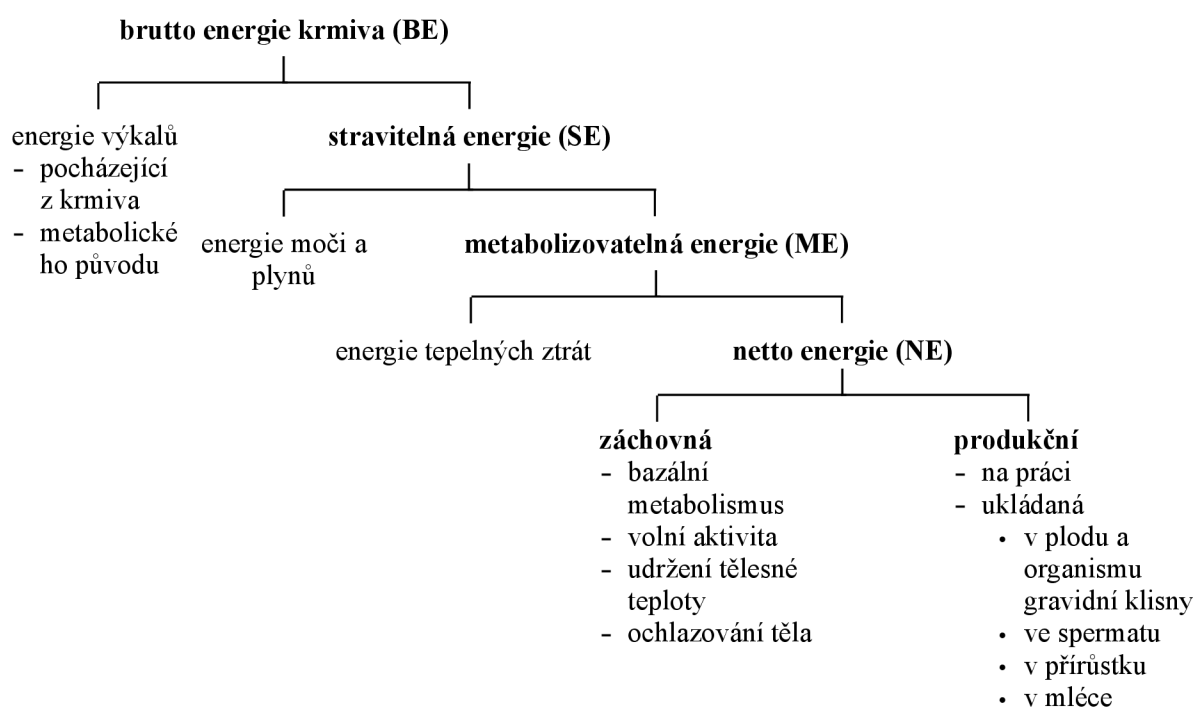 brutto energie krmiva (BE)
energie výkalů
- pocházející
z krmiva
- metabolické
ho původu
stravitelná energie (SE)
energie moči a
plynů
metabolizovatelná energie (ME)
energie tepelných ztrát
netto energie (NE)
záchovná
- bazální
metabolismus
- volní aktivita
- udržení tělesné
teploty
- ochlazování těla
produkční
- na práci
- ukládaná
• v plodu a
organismu
gravidní klisny
• ve spermatu
• v přírůstku
• v mléce